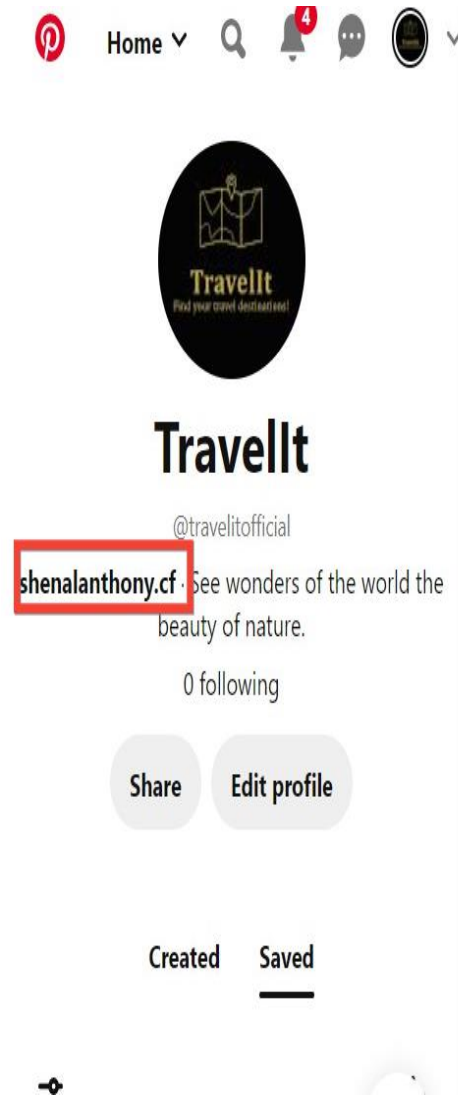 Home
4
TravelIt
Find your travel destinations!
TravelIt
@travelitofficial
shenalanthony.cf · See wonders of the world the
beauty of nature.
0 following
Share Edit profile
Created Saved